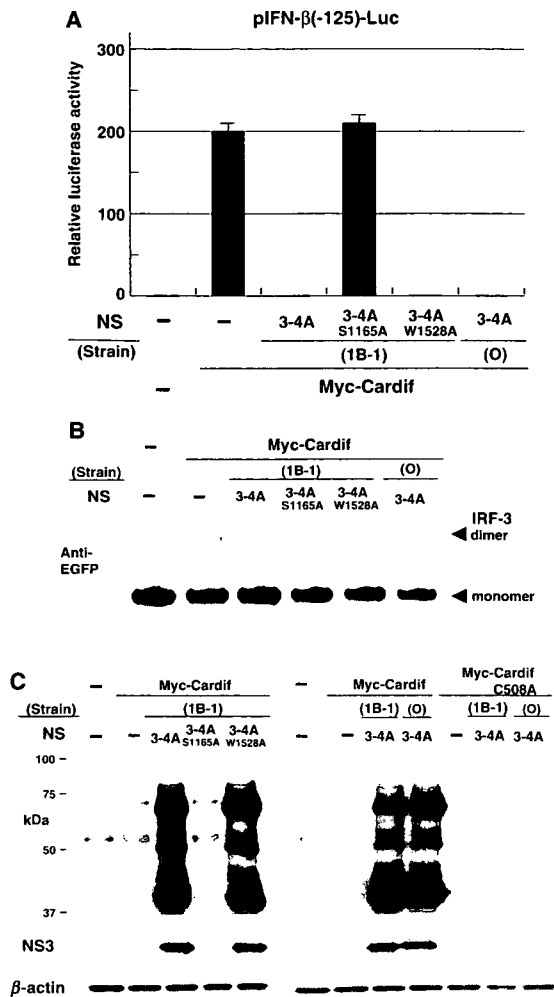 A
pIFN-β(-125)-Luc
300
200
100
0
Relative luciferase activity
NS – – 3-4A 3-4A S1165A 3-4A W1528A 3-4A
(Strain) (1B-1) (O)
– Myc-Cardif
B
– Myc-Cardif
(Strain) (1B-1) (O)
NS – – 3-4A 3-4A S1165A 3-4A W1528A 3-4A
IRF-3
dimer
Anti-
EGFP
monomer
C
– Myc-Cardif – Myc-Cardif Myc-Cardif C508A
(Strain) (1B-1) (1B-1) (O) (1B-1) (O)
NS – – 3-4A 3-4A S1165A 3-4A W1528A – – 3-4A 3-4A – 3-4A 3-4A
100 –
75 –
kDa
50 –
37 –
NS3
β-actin